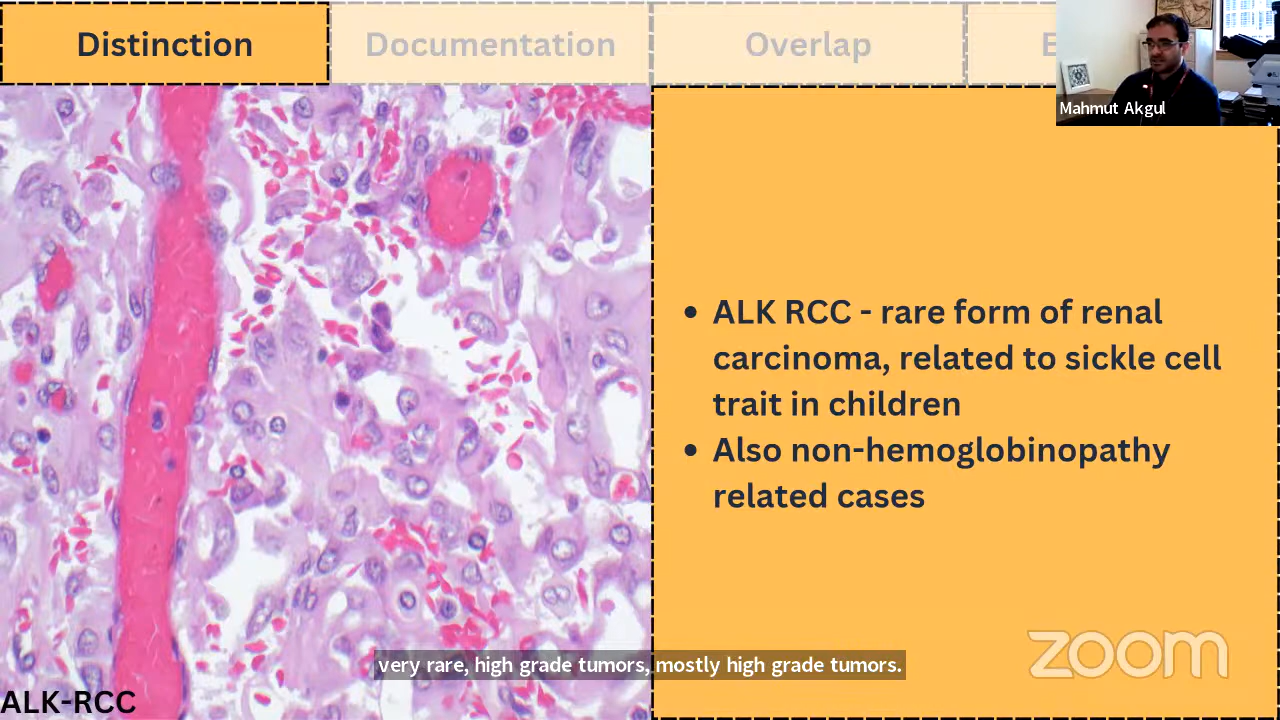 Distinction
Documentation
Overlap
E
Mahmut Akgul
ALK RCC - rare form of renal
carcinoma, related to sickle cell
trait in children
Also non-hemoglobinopathy
related cases
very rare, high grade tumors, mostly high grade tumors.
zoom
ALK-RCC